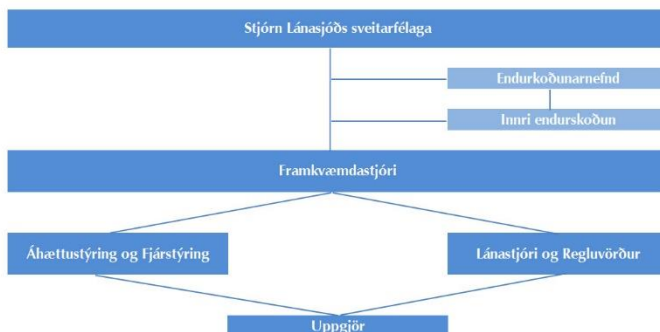 Stjórn Lánasjóðs sveitarfélaga
Endurkoðunarnefnd
Innri endurskoðun
Framkvæmdastjóri
Áhættustýring og Fjárstýring
Lánastjóri og Regluvörður
Uppgjör